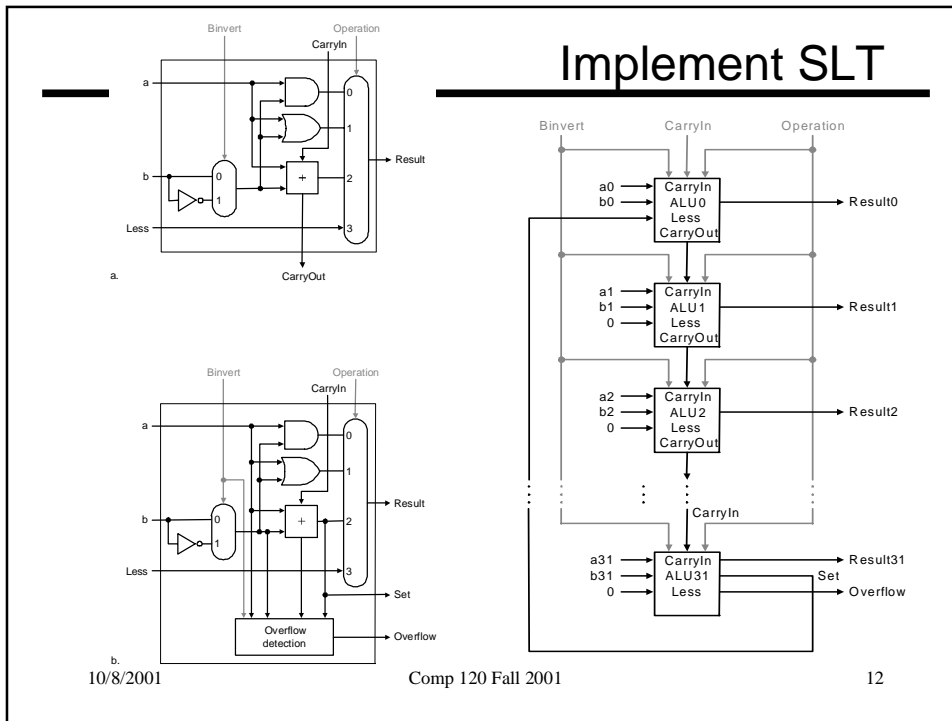 Implement SLT
Binvert
Operation
CarryIn
a
0
1
Result
b
0
+
2
1
Less
3
a.
CarryOut
Binvert
Operation
CarryIn
a
0
1
Result
b
0
+
2
1
Less
3
Set
Overflow
detection
Overflow
b.
Binvert
CarryIn
Operation
a0
CarryIn
b0
ALU0
Result0
Less
CarryOut
a1
CarryIn
b1
ALU1
Result1
0
Less
CarryOut
a2
CarryIn
b2
ALU2
Result2
0
Less
CarryOut
CarryIn
a31
CarryIn
Result31
b31
ALU31
Set
0
Less
Overflow
10/8/2001
Comp 120 Fall 2001
12